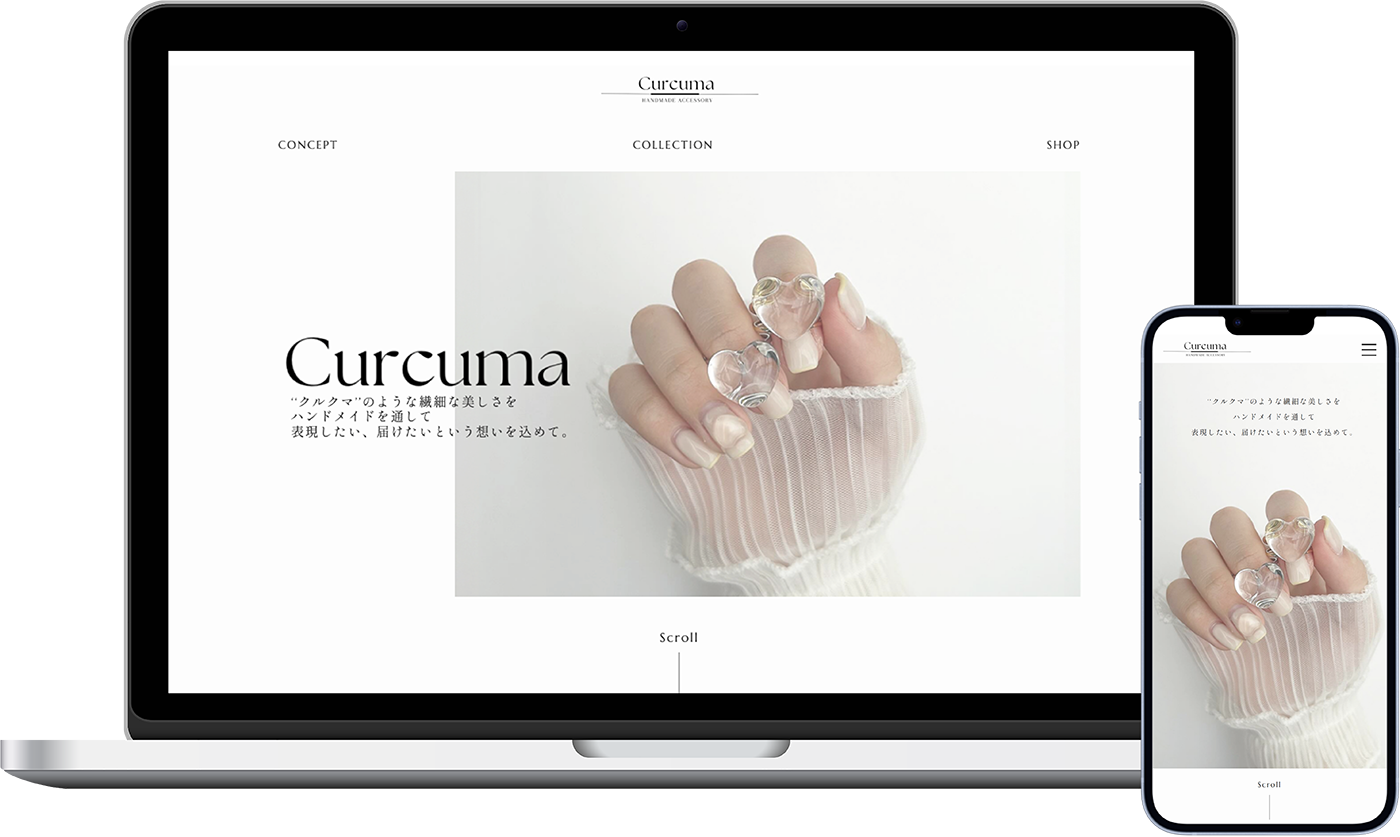 Curcuma
HANDMADE ACCESSORY
CONCEPT
COLLECTION
SHOP
Curcuma
"クルクマ"のような繊細な美しさを
ハンドメイドを通して
表現したい、届けたいという想いを込めて。
Scroll
Curcuma
HANDMADE ACCESSORY
"クルクマ"のような繊細な美しさを
ハンドメイドを通して
表現したい、届けたいという想いを込めて。
Scroll